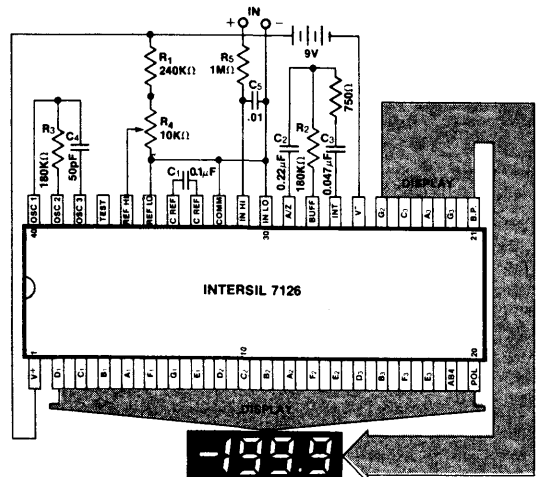 + IN -
9V
R1
240KΩ
R5
1MΩ
C5
.01
R4
10KΩ
R3
180KΩ
C4
50pF
C1 0.1μF
C2
0.22μF
R2
180KΩ
C3
0.047μF
750Ω
DISPLAY
OSC 1
OSC 2
OSC 3
TEST
REF HI
REF LO
C REF
C REF
COMM
IN HI
IN LO
A/Z
BUFF
INT
V-
G2
C3
A3
G3
B.P.
40
30
21
INTERSIL 7126
1
10
20
V+
D1
C1
B1
A1
F1
G1
E1
D2
C2
B2
A2
F2
E2
D3
B3
F3
E3
AB4
POL
DISPLAY
-199.9